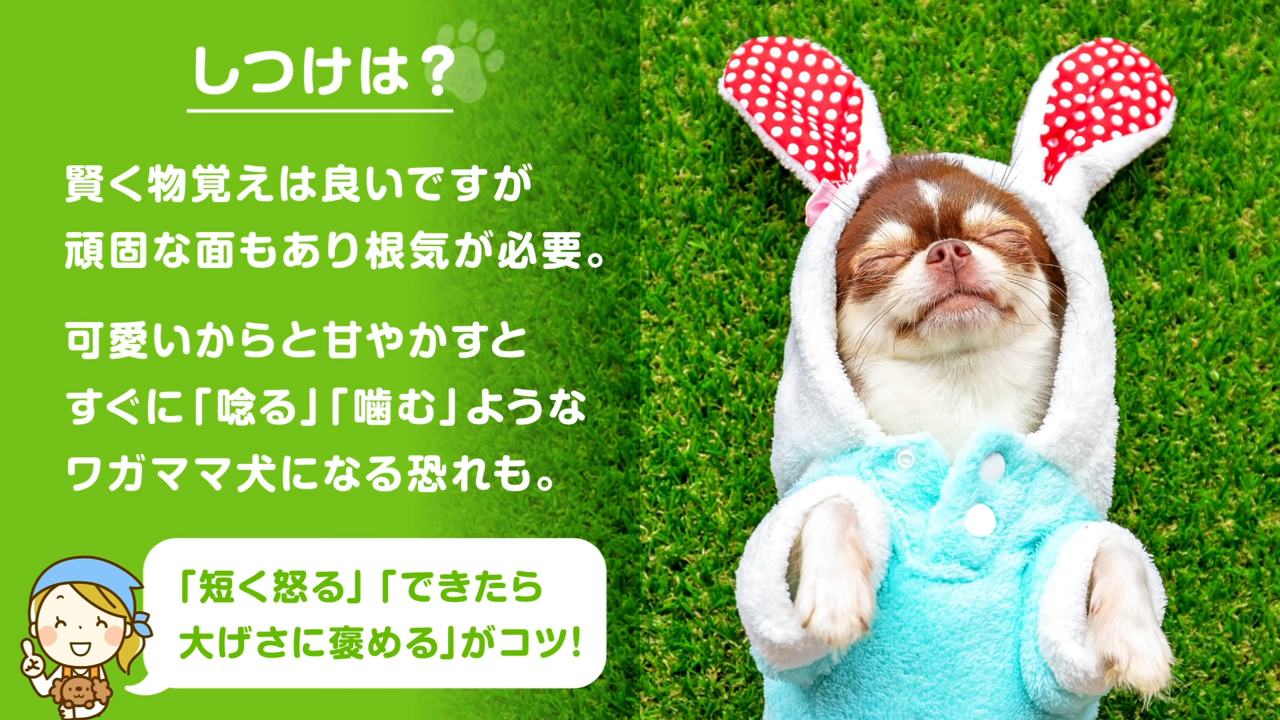 しつけは?
賢く物覚えは良いですが
頑固な面もあり根気が必要。
可愛いからと甘やかすと
すぐに「唸る」「噛む」ような
ワガママ犬になる恐れも。
「短く怒る」「できたら
大げさに褒める」がコツ!